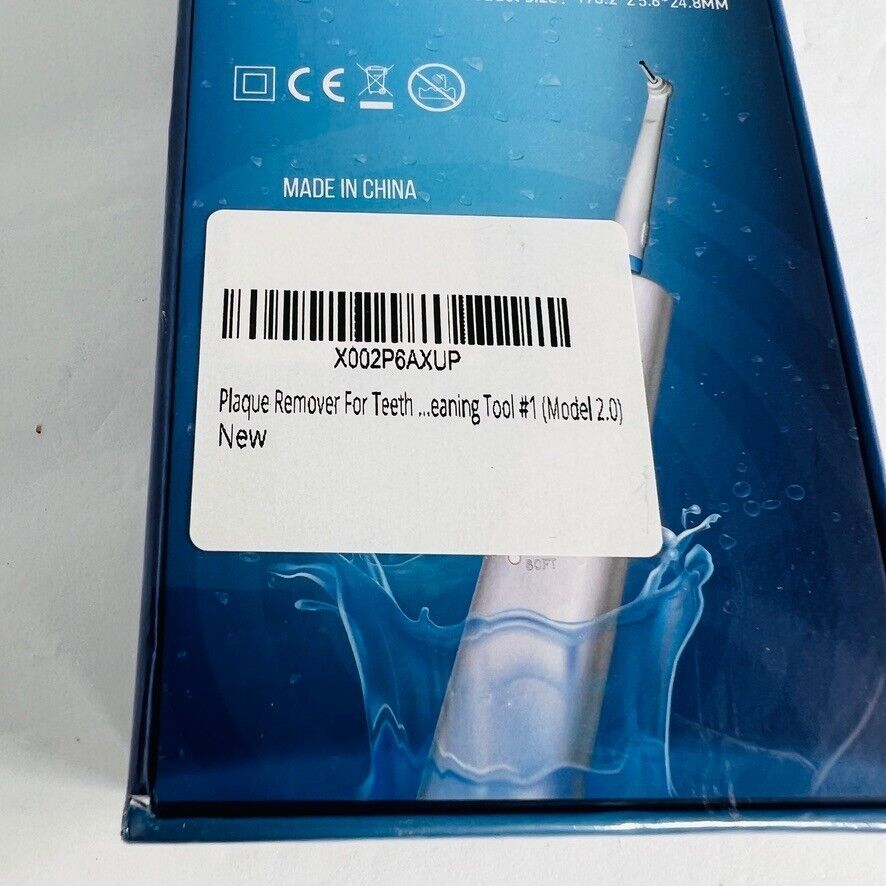 24.8MM
CE
MADE IN CHINA
X002P6AXUP
Plaque Remover For Teeth ...eaning Tool #1 (Model 2.0)
New
SOFT